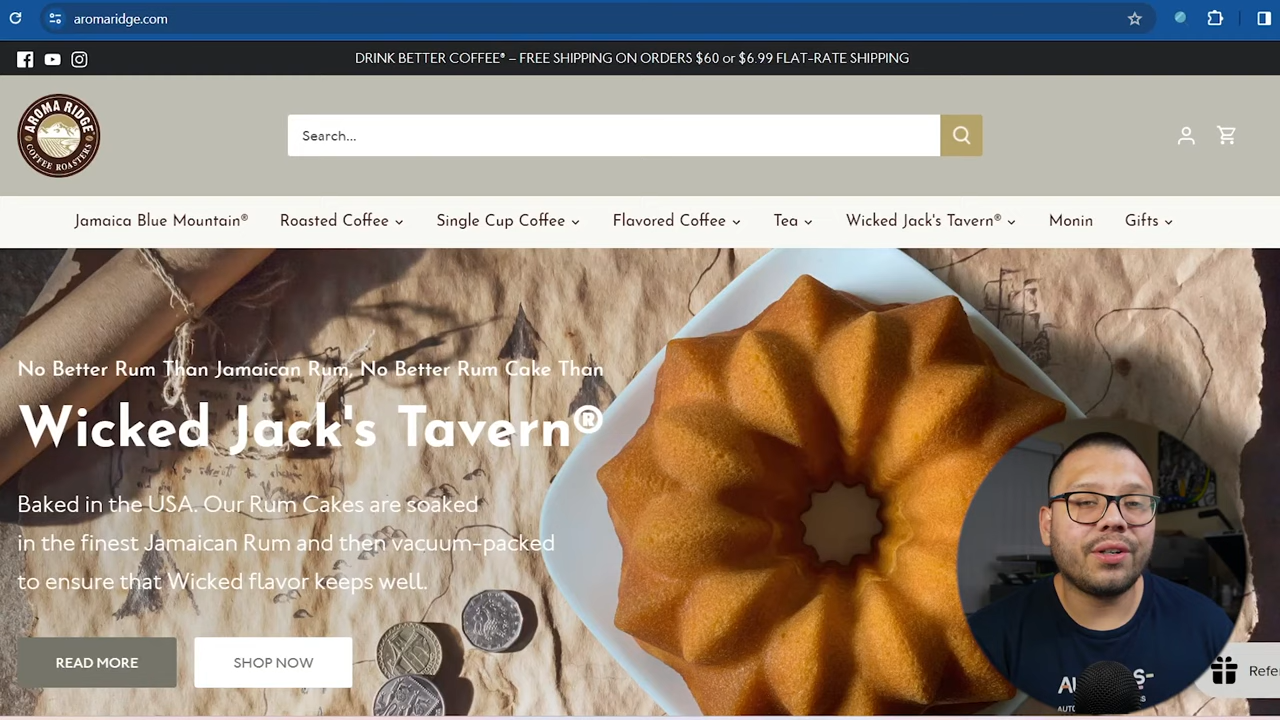 aromaridge.com
DRINK BETTER COFFEE® – FREE SHIPPING ON ORDERS $60 or $6.99 FLAT-RATE SHIPPING
AROMA RIDGE
COFFEE ROASTERS
Search...
Jamaica Blue Mountain® Roasted Coffee Single Cup Coffee Flavored Coffee Tea Wicked Jack's Tavern® Monin Gifts
No Better Rum Than Jamaican Rum, No Better Rum Cake Than
Wicked Jack's Tavern®
Baked in the USA. Our Rum Cakes are soaked
in the finest Jamaican Rum and then vacuum-packed
to ensure that Wicked flavor keeps well.
READ MORE SHOP NOW